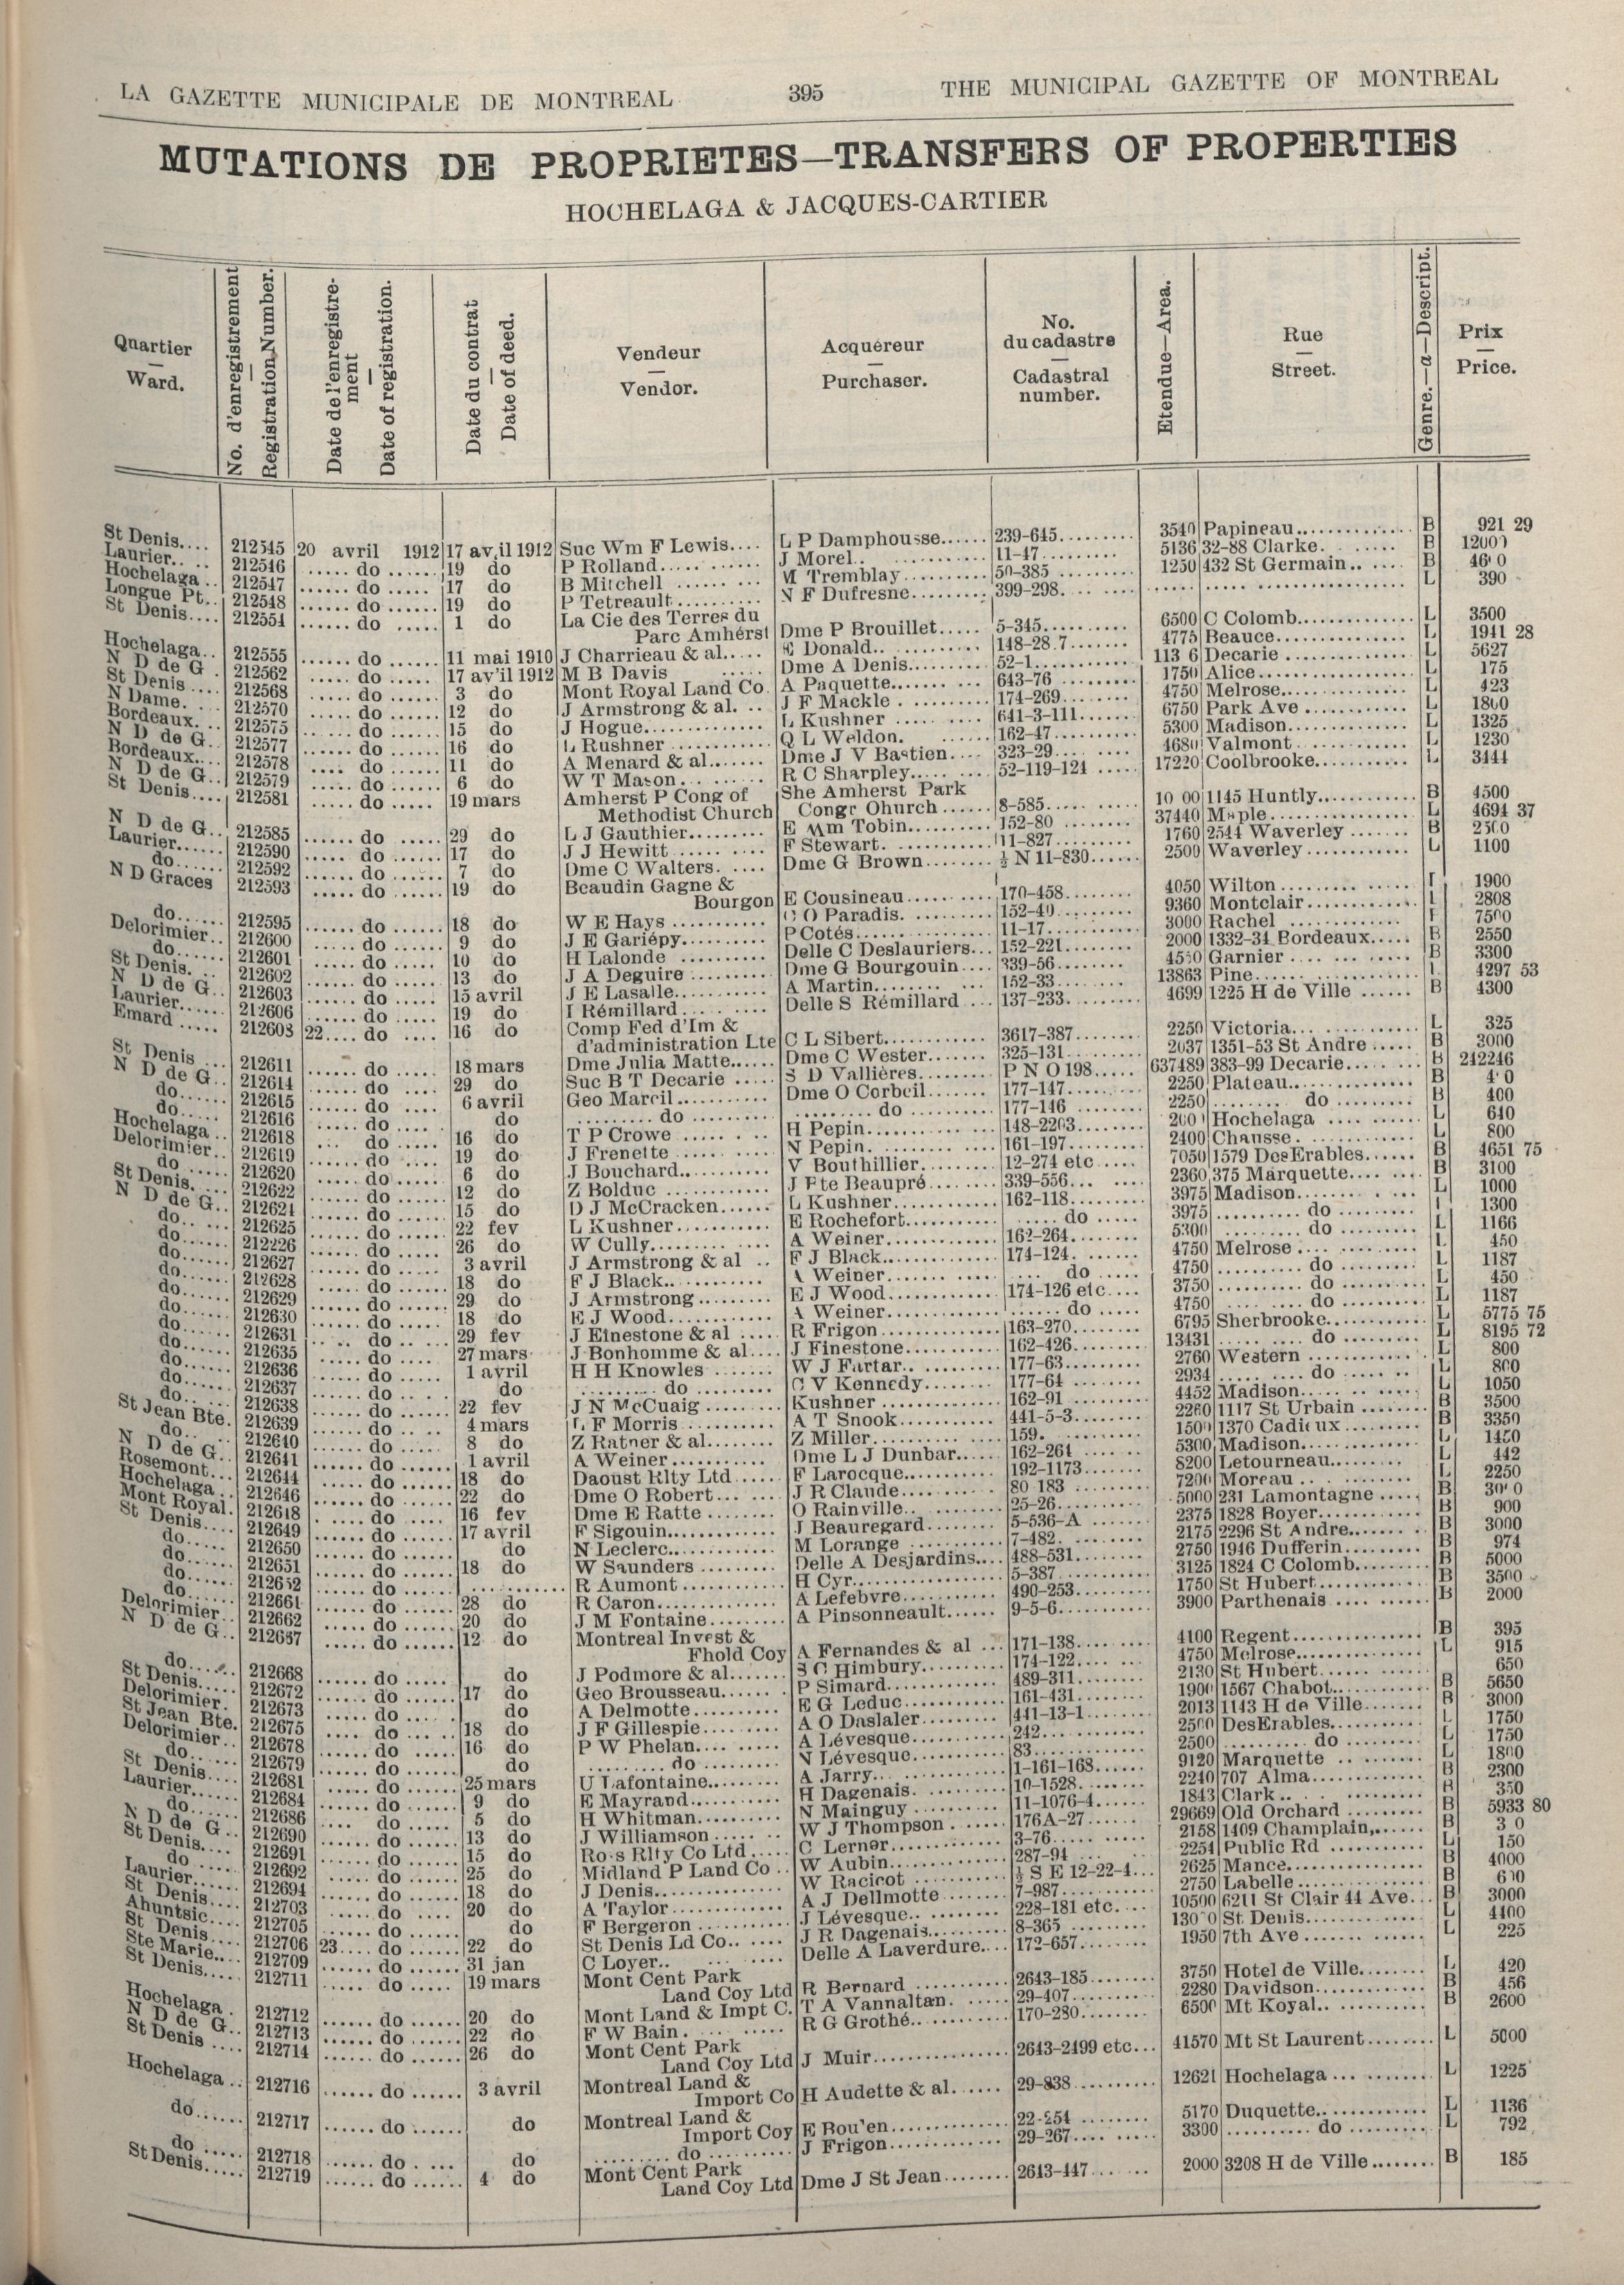 LA GAZETTE MUNICIPALE DE MONTREAL 395 THE MUNICIPAL GAZETTE OF MONTREAL
MUTATIONS DE PROPRIETES—TRANSFERS OF PROPERTIES
HOCHELAGA & JACQUES-CARTIER
Quartier — Ward.
No. d'enregistrement — Registration Number.
Date de l'enregistre-ment — Date of registration.
Date du contrat — Date of deed.
Vendeur — Vendor.
Acquéreur — Purchaser.
No. du cadastre — Cadastral number.
Etendue—Area.
Rue — Street.
Genre.—a—Descript.
Prix — Price.
St Denis.... 212545 20 avril 1912 17 av.il 1912 Suc Wm F Lewis.... L P Damphousse...... 239-645......... 3540 Papineau.............. B 921 29
Laurier.. .. 212546 ...... do ...... 19 do P Rolland..... J Morel.. 11-47......... 5136 32-88 Clarke. B 12000
Hochelaga .. 212547 ...... do ..... 17 do B Mitchell ...... M Tremblay.......... 50-385 ......... 1250 432 St Germain.. .... B 46 0
Longue Pt.. 212548 ...... do ...... 19 do P Tetreault.......... N F Dufresne......... 399-298. L 390
St Denis.... 212554 ...... do ..... 1 do La Cie des Terres du
Parc Amhérst Dme P Brouillet..... 5-345.......... 6500 C Colomb.............. L 3500
Hochelaga.. 212555 ...... do ...... 11 mai 1910 J Charrieau & al..... E Donald.. 148-28 7....... 4775 Beauce............... L 1941 28
N D de G . 212562 ..... do ...... 17 av'il 1912 M B Davis Dme A Denis......... 52-1........... 113 6 Decarie .............. L 5627
St Denis .... 212568 ...... do ...... 3 do Mont Royal Land Co. A Paquette...... 643-76 ......... 1750 Alice................. L 175
N Dame. . 212570 ..... do ...... 12 do J Armstrong & al. .. J F Mackle . 174-269....... 4750 Melrose.............. L 423
Bordeaux. .. 212575 ...... do ...... 15 do J Hogue.............. L Kushner 641-3-111....... 6750 Park Ave ............ L 1800
N D de G.. 212577 ...... do ...... 16 do L Rushner ........... Q L Weldon. 162-47.......... 5300 Madison.............. L 1325
Bordeaux.... 212578 .... do ...... 11 do A Menard & al....... Dme J V Bastien.... 323-29.... 4680 Valmont.............. L 1230
N D de G.. 212579 ...... do ...... 6 do W T Mason. R C Sharpley..... 52-119-121 ..... 17220 Coolbrooke........... L 3444
St Denis.... 212581 ..... do ..... 19 mars Amherst P Cong of She Amherst Park
Methodist Church Congr Ohurch ...... 8-585..... 10 00 1145 Huntly........... B 4500
N D de G.. 212585 ...... do ...... 29 do L J Gauthier......... E Wm Tobin.......... 152-80 ........ 37440 Maple................ L 4694 37
Laurier...... 212590 ..... do ...... 17 do J J Hewitt ..... F Stewart. 11-827.......... 1760 2544 Waverley ....... B 2500
do...... 212592 ...... do ...... 7 do Dme C Walters. .... Dme G Brown........ ½ N 11-830...... 2509 Waverley............ L 1100
N D Graces 212593 ..... do ...... 19 do Beaudin Gagne &
Bourgon E Cousineau........... 170-458........ 4050 Wilton......... 1900
do...... 212595 ...... do ..... 18 do W E Hays ........... O Paradis. 152-40......... 9360 Montclair............ 2808
Delorimier.. 212600 ..... do ..... 9 do J E Gariépy.......... P Cotés............... 11-17........... 3000 Rachel ............. 7500
do...... 212601 ..... do ..... 10 do H Lalonde .......... Delle C Deslauriers... 152-221........ 2000 1332-34 Bordeaux..... B 2550
St Denis. .. 212602 ..... do ..... 13 do J A Deguire ......... Dme G Bourgouin.... 339-56........ Garnier .... B 3300
N D de G.. 212603 ..... do ...... 15 avril J E Lasalle........... A Martin........ 152-33........ 13863 Pine.................. 4297 53
Laurier...... 212606 ...... do ..... 19 do I Rémillard..... Delle S Rémillard .... 137-233........ 4699 1225 H de Ville ...... B 4300
Emard ..... 212603 22.... do .... 16 do Comp Fed d'Im &
d'administration Lte C L Sibert............ 3617-387........ 2250 Victoria............. L 325
St Denis ... 212611 ...... do ..... 18 mars Dme Julia Matte...... Dme C Wester....... 325-131......... 2037 1351-53 St Andre ..... B 3000
N D de G.. 212614 ..... do ..... 29 do Suc B T Decarie ..... S D Vallières......... P N O 198..... 637489 383-99 Decarie......... B 242246
do...... 212615 ...... do ..... 6 avril Geo Marcil........... Dme O Corbeil....... 177-147......... 2250 Plateau.............. B 4 0
do..... 212616 ..... do .... do ......... do .......... ......... do .......... 177-146 ........ 2250 ........ do ......... B 400
Hochelaga .. 212618 ... do ..... 16 do T P Crowe ..... H Pepin.............. 148-2203........ Hochelaga .... L 640
Delorimier.. 212619 ...... do .... 19 do J Frenette ..... N Pepin. 161-197......... 2400 Chausse. L 800
do ..... 212620 ..... do..... 6 do J Bouchard........... V Bouthillier......... 12-274 etc ..... 7050 1579 DesErables...... B 4651 75
St Denis. ... 212622 ...... do ..... 12 do Z Bolduc ............ J Bte Beaupré........ 339-556... 2360 375 Marquette.... B 3100
N D de G.. 212621 ...... do ...... 15 do D J McCracken...... L Kushner............ 162-118......... 3975 Madison......... L 1000
do.. ... 212625 ...... do ...... 22 fev L Kushner........... E Rochefort........... ..... do ..... 3975 .......... do ......... 1300
do...... 212226 ...... do ..... 26 do W Cully......... A Weiner............. 162-264........ 5300 ......... do ......... L 1166
do...... 212627 ...... do ..... 3 avril J Armstrong & al .. F J Black............ 174-124. 4750 Melrose .... L 450
do...... 212628 ...... do ..... 18 do F J Black............ A Weiner....... do ..... 4750 .......... do ......... L 1187
do...... 212629 ...... do ..... 29 do J Armstrong ......... E J Wood............ 174-126 etc.... 3750 .......... do ......... L 450
do...... 212630 ...... do ..... 18 do E J Wood............ A Weiner............. ...... do ..... 4750 ......... do ......... L 1187
do...... 212631 .. .. do .. .. 29 fev J Einestone & al .... R Frigon ............ 163-270........ 6795 Sherbrooke........... L 5775 75
do...... 212635 ..... do .... 27 mars J Bonhomme & al.... J Finestone........... 162-426........ 13431 ......... do ......... L 8195 72
do...... 212636 ...... do ..... 1 avril H H Knowles ....... W J Fartar.. ........ 177-63.......... 2760 Western ............. L 800
do...... 212637 ...... do .. .. do ......... do ......... C V Kennedy........ 177-64 ......... 2934 ......... do ..... L 800
do...... 212638 ...... do ...... 22 fev J N McCuaig ........ Kushner ............ 162-91 ......... 4452 Madison......... L 1050
St Jean Bte. 212639 ...... do .. .. 4 mars F Morris .......... A T Snook........... 441-5-3......... 2260 1117 St Urbain ....... B 3500
do.. ... 212640 ...... do ..... 8 do Z Ratner & al........ Z Miller.............. 159. 1500 1370 Cadieux ........ B 3350
N D de G.. 212641 ..... do ...... 1 avril A Weiner............ Dme L J Dunbar...... 162-261 5300 Madison.............. L 1450
Rosemont... 212644 ...... do ...... 18 do Daoust Rlty Ltd ..... F Larocque........... 192-1173....... 8200 Letourneau.......... L 442
Hochelaga .. 212646 ...... do ...... 22 do Dme O Robert... J R Claude........... 80 183 ........ 7200 Moreau .. L 2250
Mont Royal. 212618 ..... do .... 16 fev Dme E Ratte ........ O Rainville.. 25-26........... 5000 231 Lamontagne ..... B 30 0
St Denis.... 212649 ...... do ...... 17 avril F Sigouin............. J Beauregard......... 5-536-A ...... 2375 1828 Boyer........... B 900
do..... 212650 ...... do ...... do N Leclerc............ M Lorange .......... 7-482. 2175 2296 St Andre...... B 3000
do...... 212651 ...... do ...... 18 do W Saunders ......... Delle A Desjardins.... 488-531......... 2750 1946 Dufferin......... B 974
do...... 212652 ...... do ...... R Aumont............ H Cyr................ 5-387........... 3125 1824 C Colomb......... B 5000
do...... 212661 ...... do ...... 28 do R Caron............. A Lefebvre........... 490-253......... 1750 St Hubert............ B 3500
Delorimier.. 212662 ...... do ...... 20 do J M Fontaine........ A Pinsonneault...... 9-5-6........... 3900 Parthenais .... B 2000
N D de G.. 212637 ..... do ...... 12 do Montreal Invest &
Fhold Coy A Fernandes & al ... 171-138........ 4100 Regent.............. B 395
do...... 212668 ...... do ..... do J Podmore & al....... S C Himbury......... 174-122.... 4750 Melrose............. L 915
St Denis.... 212672 ...... do ...... 17 do Geo Brousseau...... P Simard............ 489-311......... 2130 St Hubert...... 650
Delorimier. 212673 ...... do ..... do A Delmotte.......... E G Leduc........... 161-431........ 1900 1567 Chabot......... B 5650
St Jean Bte. 212675 .... do ..... 18 do J F Gillespie......... A O Daslaler......... 441-13-1........ 2013 1143 H de Ville....... B 3000
Delorimier.. 212678 ...... do ..... 16 do P W Phelan.... A Lévesque........... 242............. 2500 DesErables........... L 1750
do..... 212679 ...... do ...... do ......... do .......... N Lévesque........... 83.............. 2500 .......... do ......... L 1750
St Denis.... 212681 ..... do ...... 25 mars U Lafontaine......... A Jarry.. 1-161-168...... 9120 Marquette .. L 1800
Laurier...... 212684 ...... do ...... 9 do E Mayrand........... H Dagenais. 10-1528. 2240 707 Alma............ B 2300
do..... 212686 .... do ..... 5 do H Whitman.......... N Mainguy .......... 11-1076-4...... 1843 Clark .. B 350
N D de G.. 212690 ...... do ..... 13 do J Williamson..... W J Thompson ...... 176A-27....... 29669 Old Orchard ........ B 5933 80
St Denis.... 212691 ..... do ..... 15 do Ro-s Rlty Co Ltd..... C Lerner............. 3-76.... 2158 1409 Champlain,...... B 3 0
do ..... 212692 ...... do ..... 25 do Midland P Land Co .. W Aubin............ 287-94 2254 Public Rd L 150
Laurier...... 212694 ...... do ..... 18 do J Denis............... W Racicot .......... ½ S E 12-22-4... 2625 Mance............... B 4000
St Denis.... 212703 ..... do .... 20 do A Taylor............. A J Dellmotte ....... 7-987........... 2750 Labelle.............. B
Ahuntsic.... 212705 ...... do ..... do F Bergeron .......... J Lévesque.. 228-181 etc.... 10500 6211 St Clair 44 Ave... B 3000
St Denis.... 212706 23.... do ..... 22 do St Denis Ld Co.. .... J R Dagenais......... 8-365 ......... St. Denis.............. L 4400
Ste Marie.... 212709 ...... do ...... 31 jan C Loyer.. Delle A Laverdure.... 172-657........ 1950 7th Ave ............ L 225
St Denis..... 212711 ..... do ..... 19 mars Mont Cent Park
Land Coy Ltd R Bernard .......... 2643-185........ 3750 Hotel de Ville........ L 420
Hochelaga . 212712 ...... do ...... 20 do Mont Land & Impt C. T A Vannaltan. ..... 29-407......... 2280 Davidson............. B 456
N D de G.. 212713 ...... do ...... 22 do F W Bain. R G Grothé........... 170-280........ 6500 Mt Koyal.. .......... B 2600
St Denis .... 212714 ...... do ...... 26 do Mont Cent Park
Land Coy Ltd J Muir................ 2643-2499 etc... 41570 Mt St Laurent........ L 5000
Hochelaga .. 212716 ...... do ...... 3 avril Montreal Land &
Import Co H Audette & al. ..... 29-838.......... 12621 Hochelaga ... L 1225
do...... 212717 ...... do ...... do Montreal Land &
Import Coy E Rou'en............. 22-254 ........ 5170 Duquette............. L 1136
do ..... 212718 ...... do . ... do ......... do .......... J Frigon............. 29-267.... 3300 .......... do ......... L 792
St Denis..... 212719 ...... do ...... 4 do Mont Cent Park
Land Coy Ltd Dme J St Jean........ 2643-447....... 2000 3208 H de Ville........ B 185